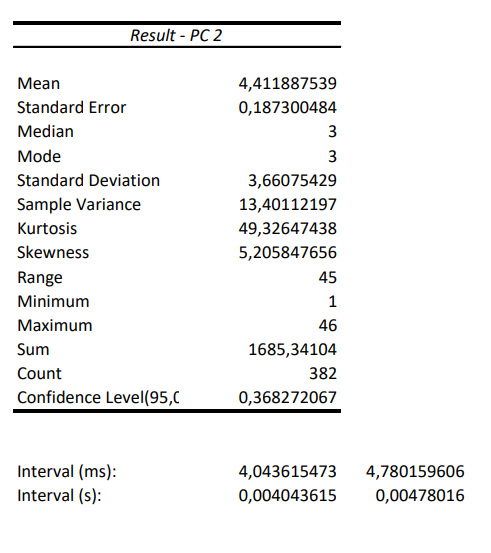 Result - PC 2
Mean 4,411887539
Standard Error 0,187300484
Median 3
Mode 3
Standard Deviation 3,66075429
Sample Variance 13,40112197
Kurtosis 49,32647438
Skewness 5,205847656
Range 45
Minimum 1
Maximum 46
Sum 1685,34104
Count 382
Confidence Level(95,0 0,368272067
Interval (ms): 4,043615473 4,780159606
Interval (s): 0,004043615 0,00478016